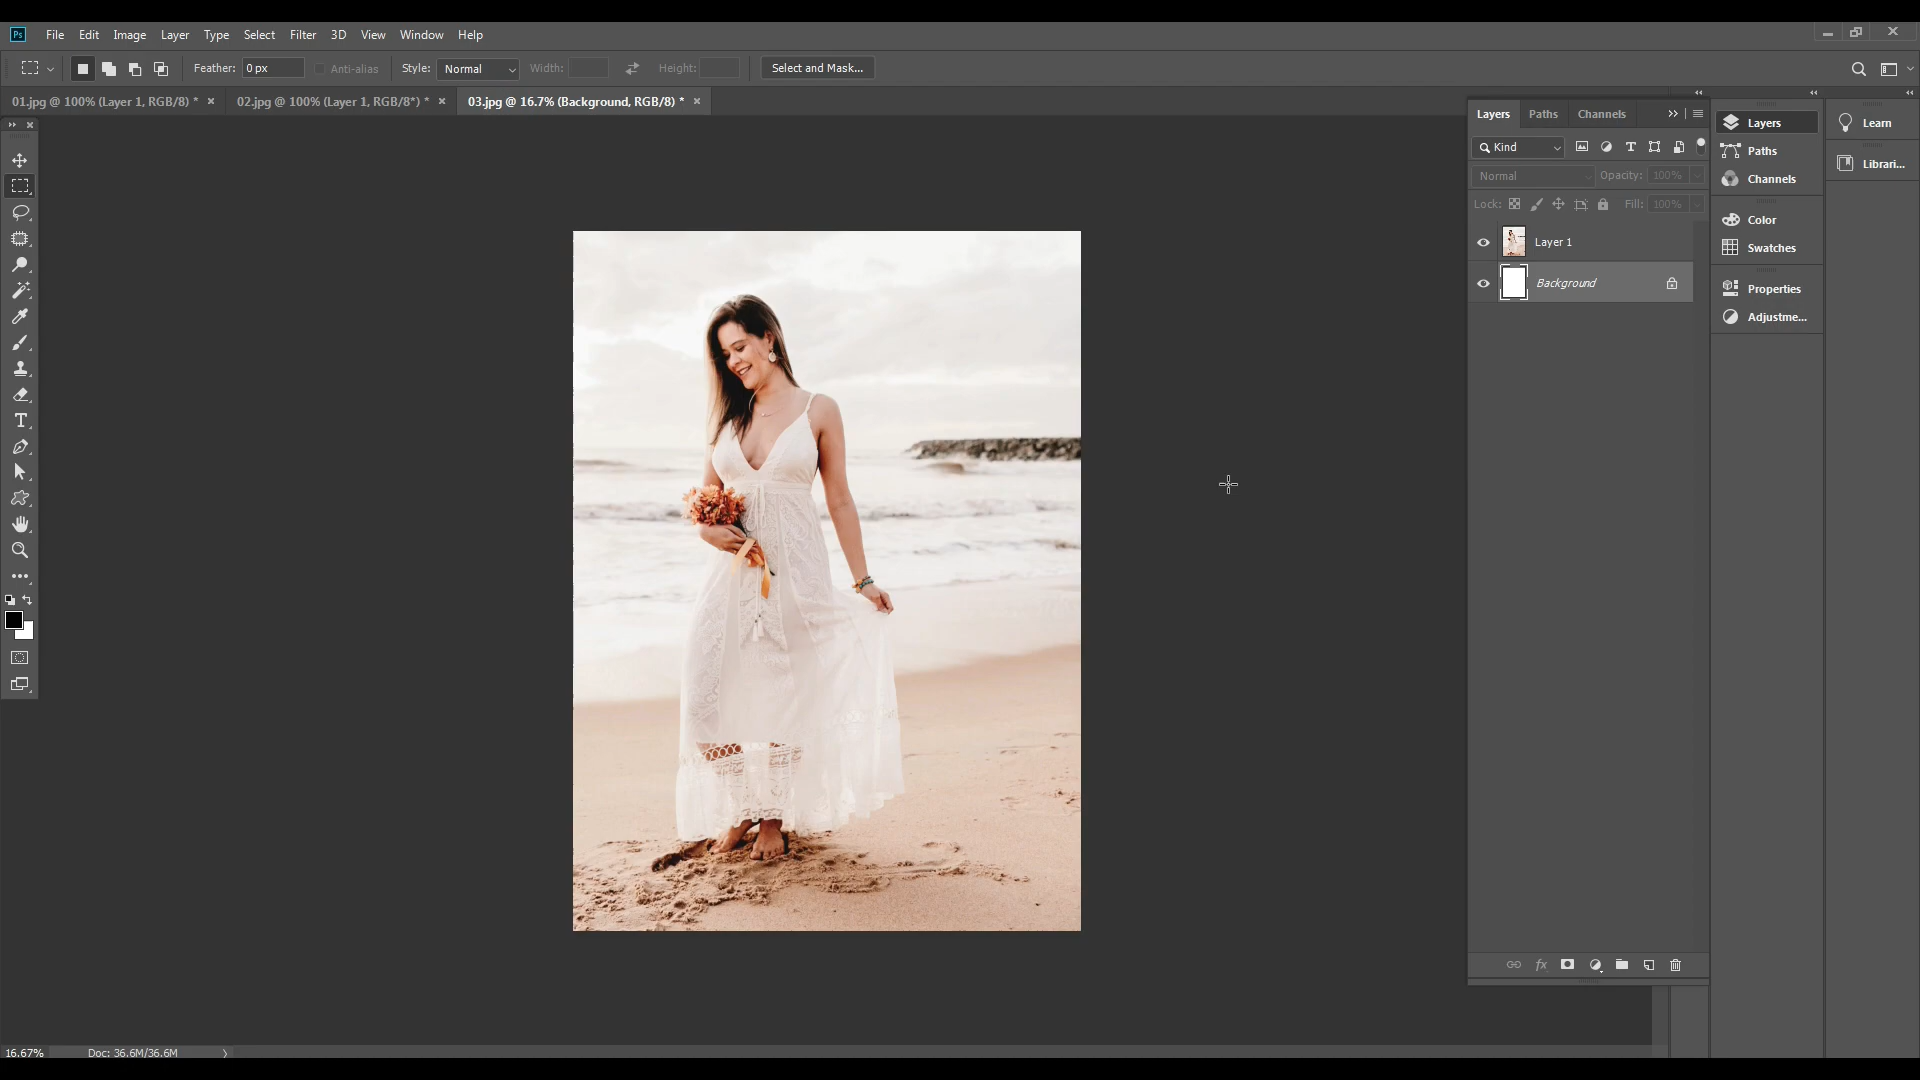 Ps File Edit Image Layer Type Select Filter 3D View Window Help
Feather: 0 px Anti-alias Style: Normal Width: Height: Select and Mask...
01.jpg @ 100% (Layer 1, RGB/8) * × 02.jpg @ 100% (Layer 1, RGB/8*) * × 03.jpg @ 16.7% (Background, RGB/8) * ×
Layers Paths Channels
Kind
Normal Opacity: 100%
Lock: Fill: 100%
Layer 1
Background
Layers
Paths
Channels
Color
Swatches
Properties
Adjustme...
Learn
Librari...
16.67% Doc: 36.6M/36.6M